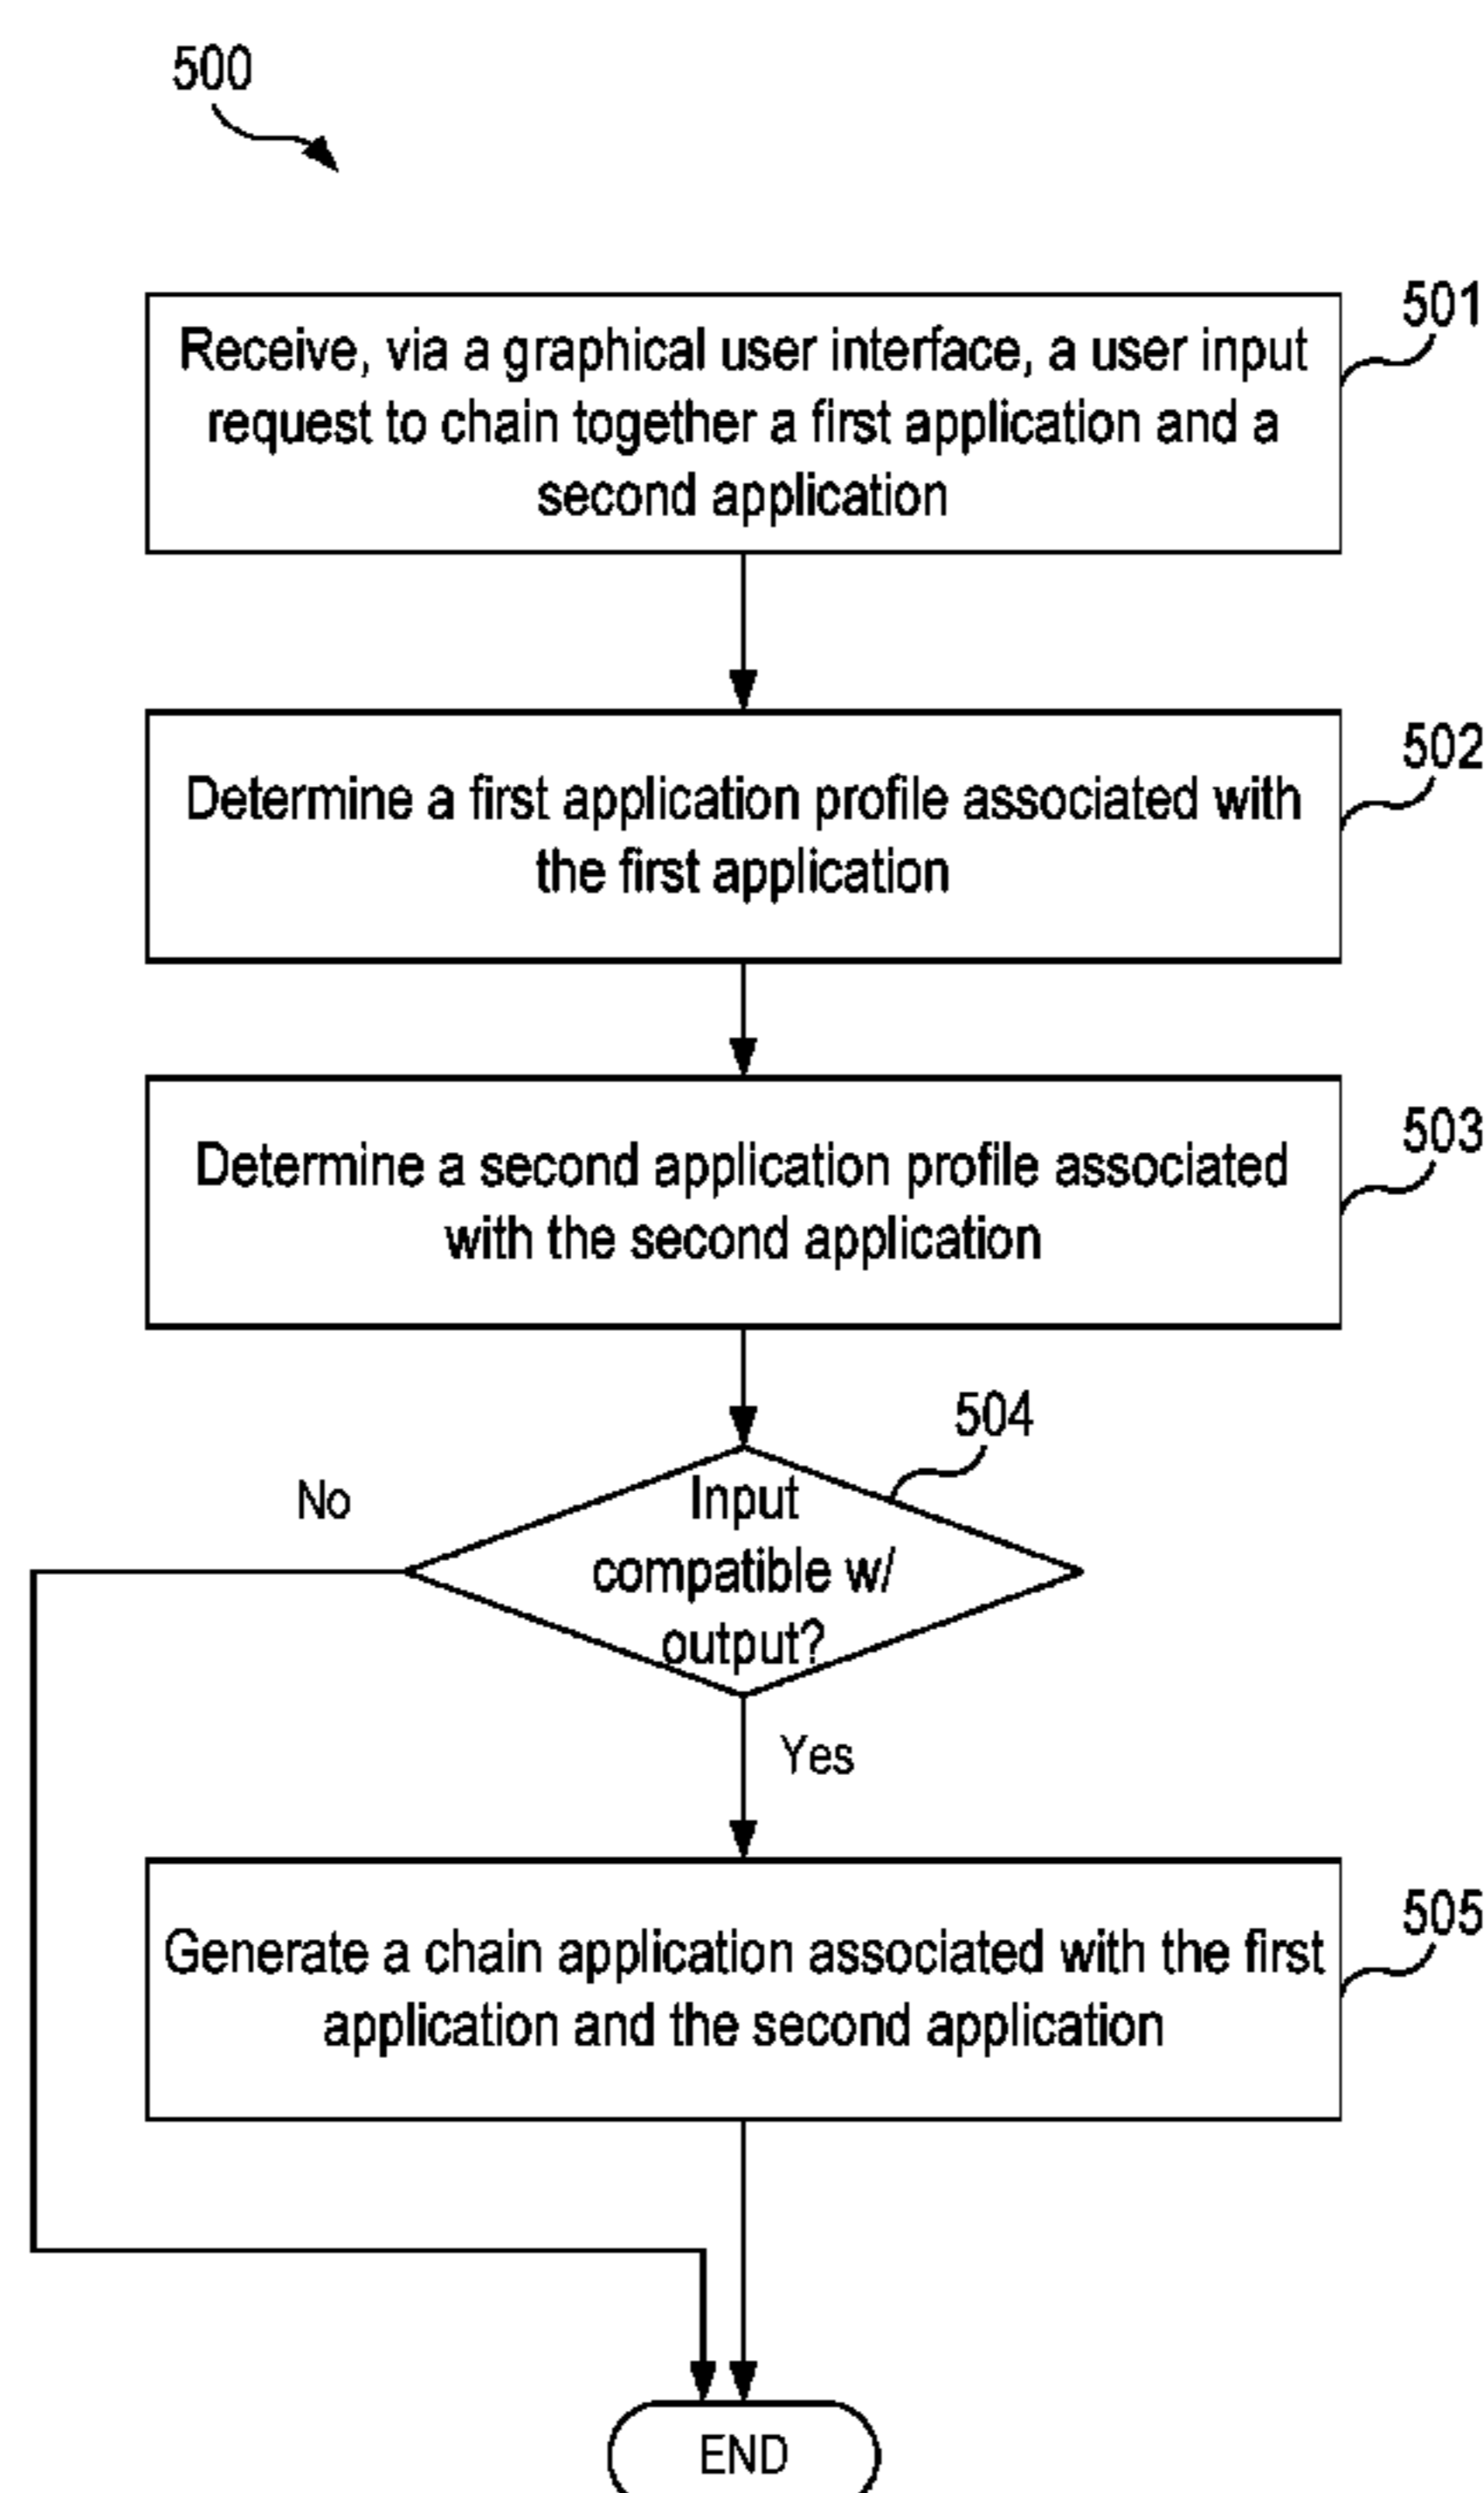 500
501
Receive, via a graphical user interface, a user input
request to chain together a first application and a
second application
502
Determine a first application profile associated with
the first application
503
Determine a second application profile associated
with the second application
504
No
Input
compatible w/
output?
Yes
505
Generate a chain application associated with the first
application and the second application
END